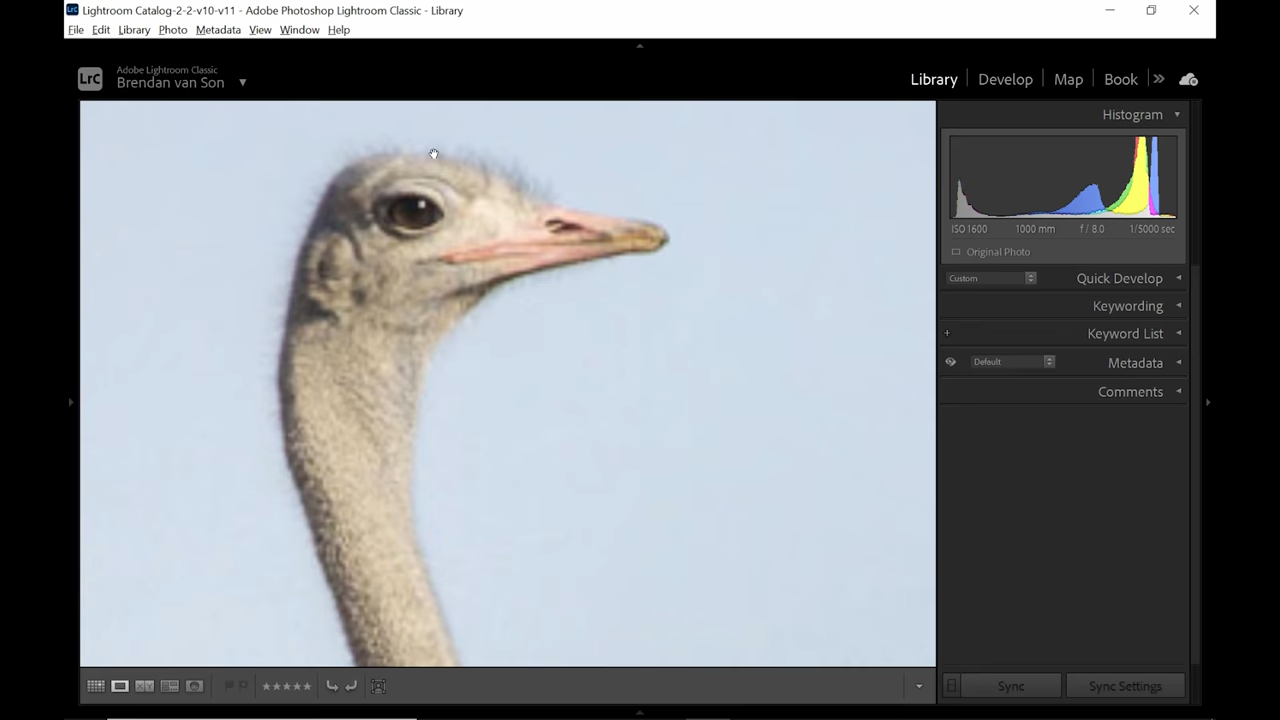 Lightroom Catalog-2-2-v10-v11 - Adobe Photoshop Lightroom Classic - Library
File Edit Library Photo Metadata View Window Help
LrC
Adobe Lightroom Classic
Brendan van Son
Library Develop Map Book
Histogram
ISO 1600 1000 mm f / 8.0 1/5000 sec
Original Photo
Custom Quick Develop
Keywording
Keyword List
Default Metadata
Comments
XY
Sync Sync Settings